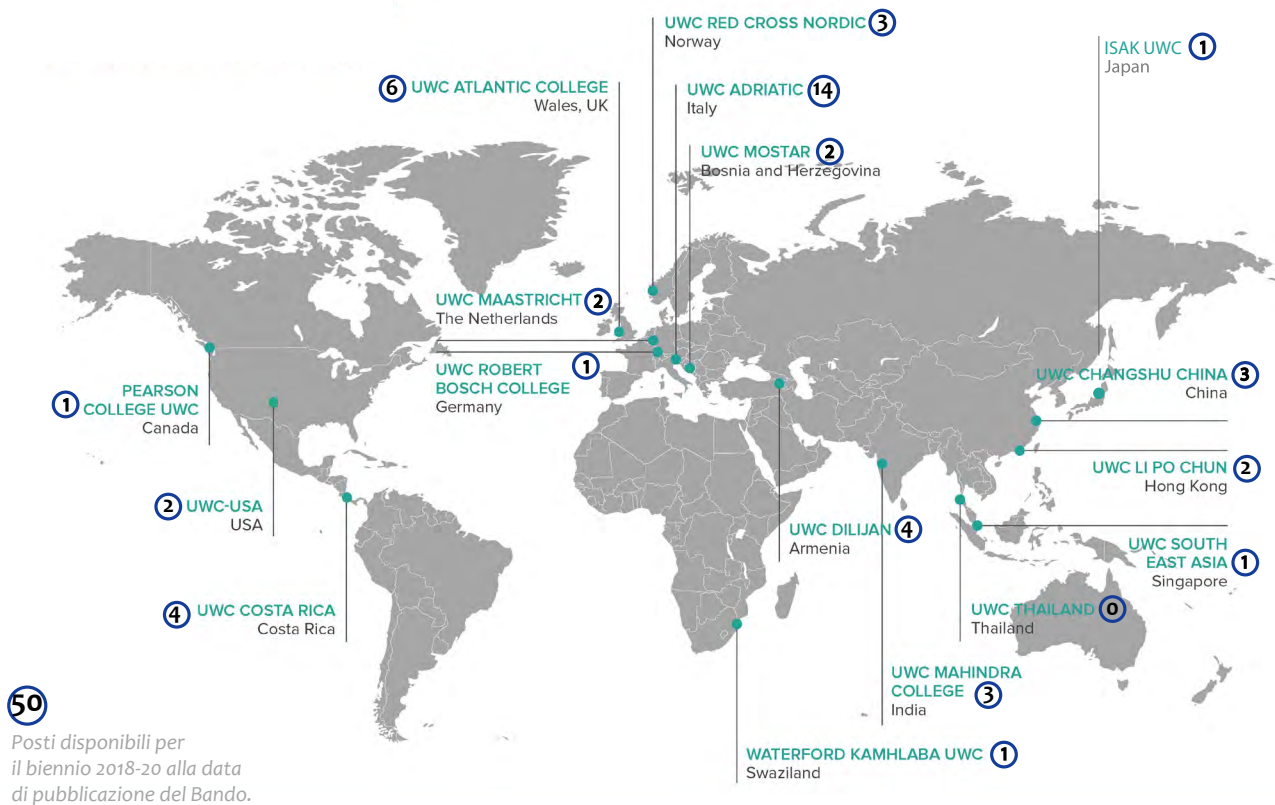 UWC RED CROSS NORDIC 3
Norway
ISAK UWC 1
Japan
6 UWC ATLANTIC COLLEGE
Wales, UK
UWC ADRIATIC 14
Italy
UWC MOSTAR 2
Bosnia and Herzegovina
UWC MAASTRICHT 2
The Netherlands
UWC ROBERT 1
BOSCH COLLEGE
Germany
PEARSON
1 COLLEGE UWC
Canada
UWC CHANGSHU CHINA 3
China
UWC LI PO CHUN 2
Hong Kong
2 UWC-USA
USA
UWC DILIJAN 4
Armenia
UWC SOUTH
EAST ASIA 1
Singapore
4 UWC COSTA RICA
Costa Rica
UWC THAILAND 0
Thailand
UWC MAHINDRA
COLLEGE 3
India
WATERFORD KAMHLABA UWC 1
Swaziland
50
Posti disponibili per
il biennio 2018-20 alla data
di pubblicazione del Bando.